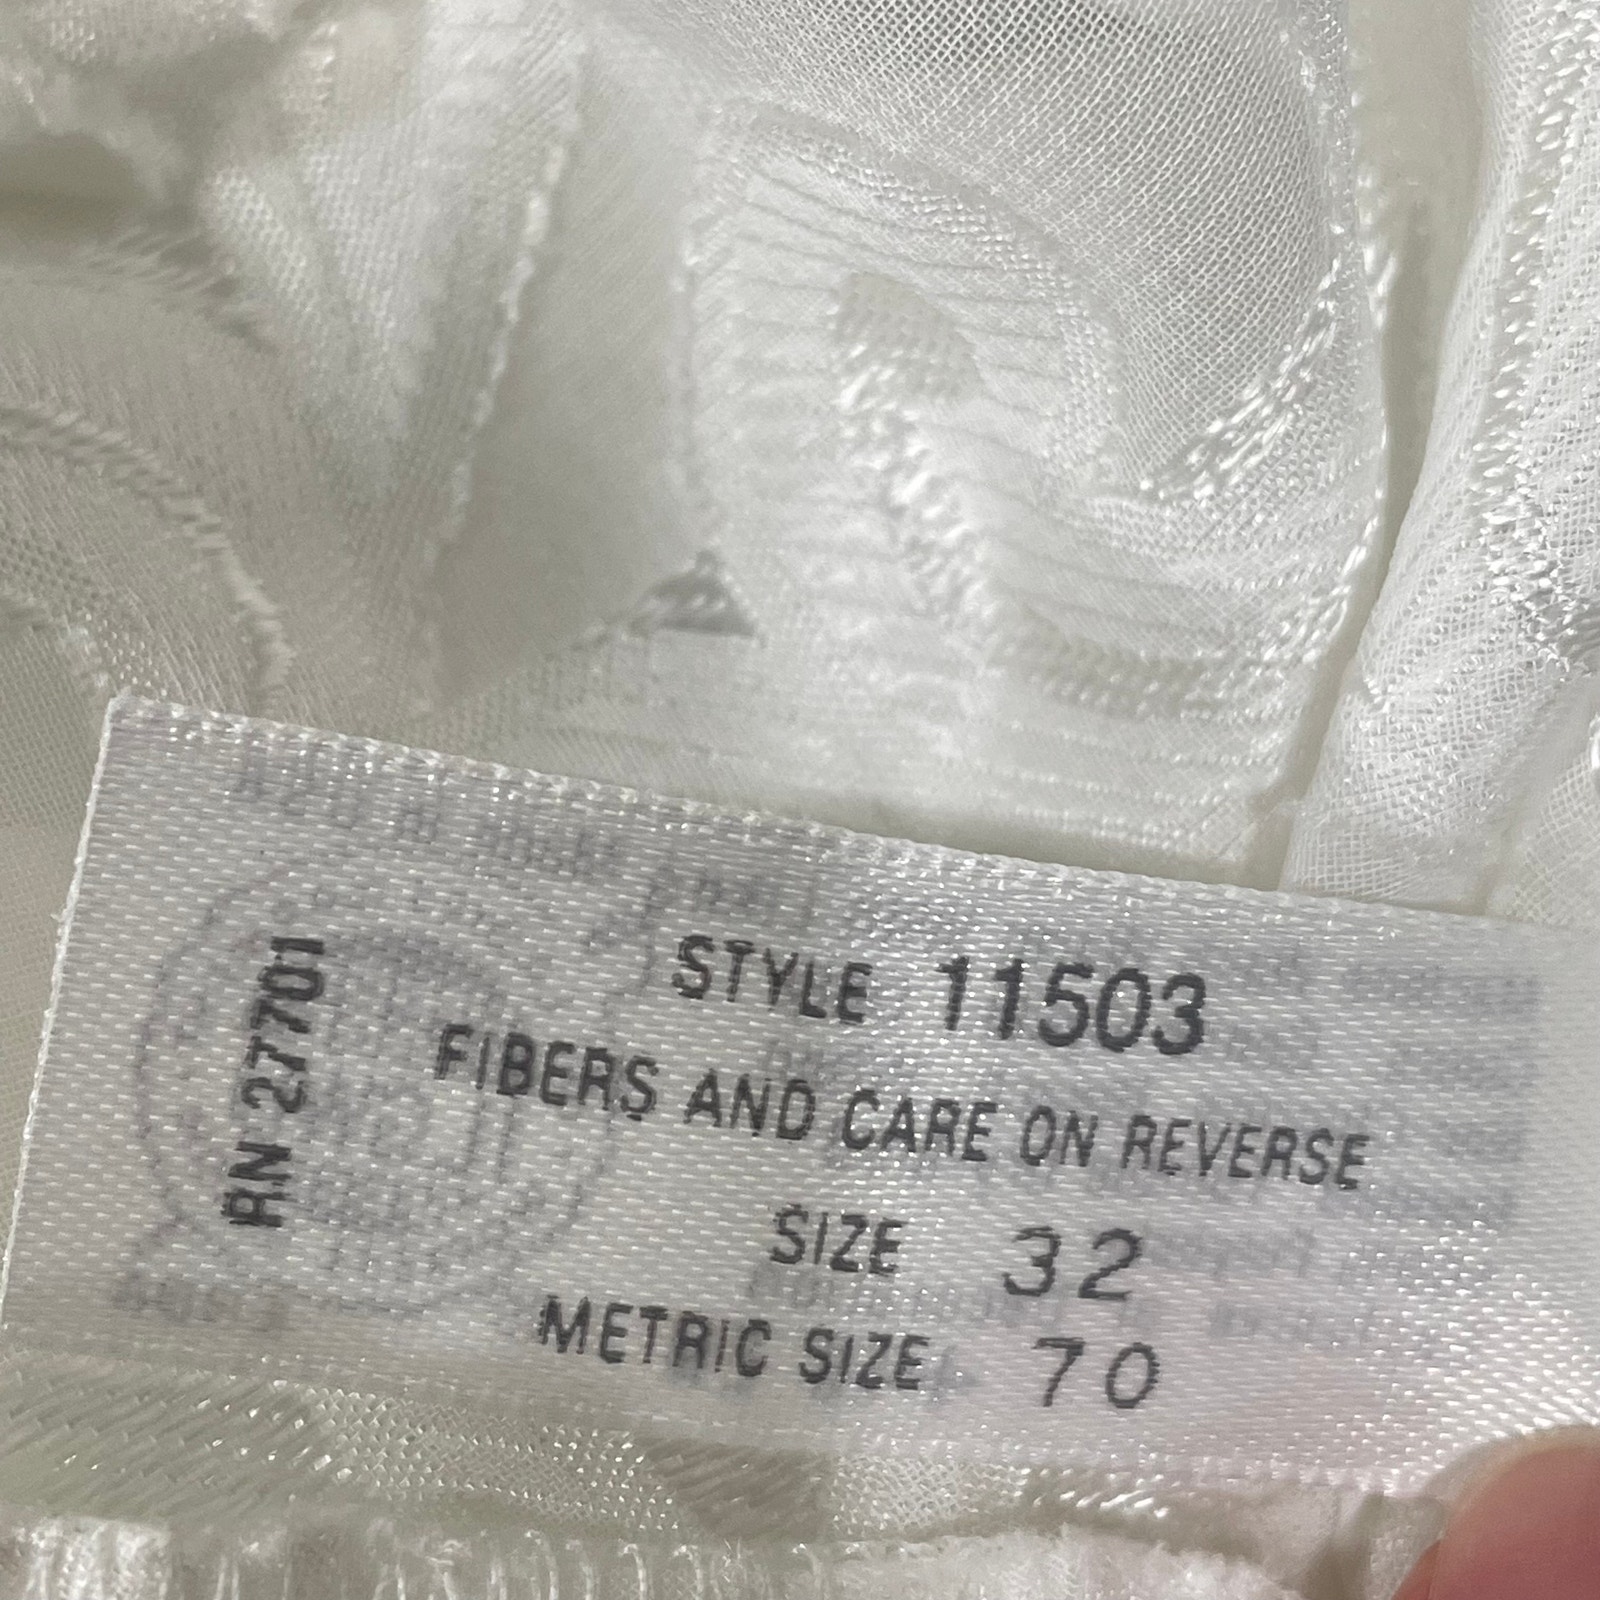 STYLE 11503
FIBERS AND CARE ON REVERSE
SIZE 32
METRIC SIZE 70
RN 27701